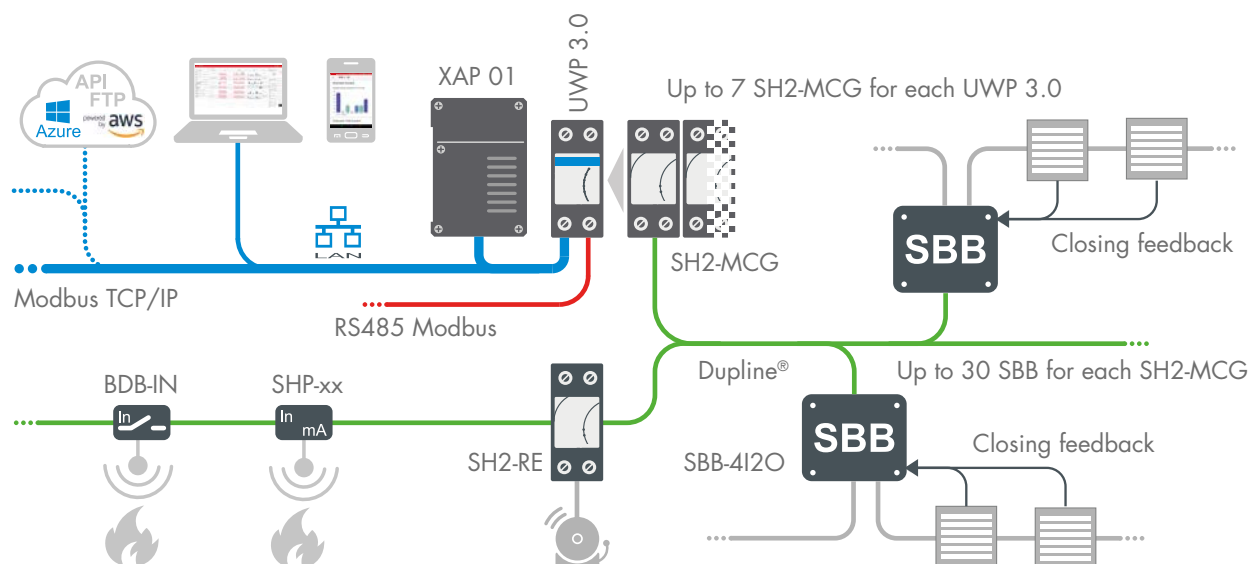 API
FTP
Azure
powered by
aws
XAP 01
UWP 3.0
Up to 7 SH2-MCG for each UWP 3.0
SBB
Closing feedback
LAN
SH2-MCG
Modbus TCP/IP
RS485 Modbus
Dupline®
Up to 30 SBB for each SH2-MCG
BDB-IN
SHP-xx
In
In
mA
SH2-RE
SBB
SBB-4I2O
Closing feedback